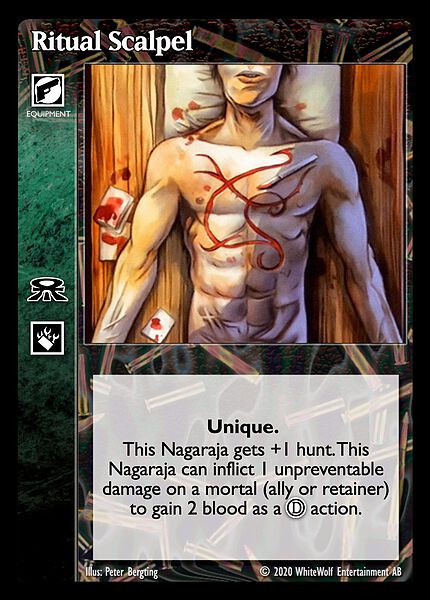 Ritual Scalpel
EQUIPMENT
Unique.
This Nagaraja gets +1 hunt. This
Nagaraja can inflict 1 unpreventable
damage on a mortal (ally or retainer)
to gain 2 blood as a Ⓓ action.
Illus: Peter Bergting
© 2020 WhiteWolf Entertainment AB